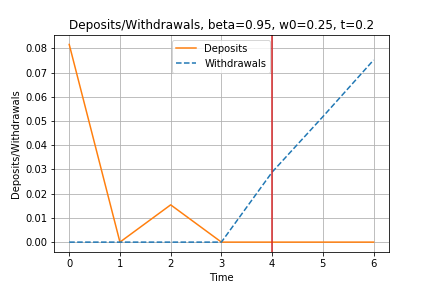 Deposits/Withdrawals, beta=0.95, w0=0.25, t=0.2
Deposits
Withdrawals
Deposits/Withdrawals
0.08
0.07
0.06
0.05
0.04
0.03
0.02
0.01
0.00
0 1 2 3 4 5 6
Time